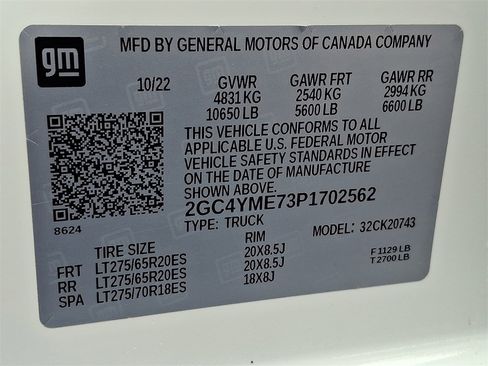 gm
MFD BY GENERAL MOTORS OF CANADA COMPANY
10/22 GVWR GAWR FRT GAWR RR
4831 KG 2540 KG 2994 KG
10650 LB 5600 LB 6600 LB
THIS VEHICLE CONFORMS TO ALL
APPLICABLE U.S. FEDERAL MOTOR
VEHICLE SAFETY STANDARDS IN EFFECT
ON THE DATE OF MANUFACTURE
SHOWN ABOVE.
8624 2GC4YME73P1702562
TYPE: TRUCK MODEL: 32CK20743
TIRE SIZE RIM
FRT LT275/65R20ES 20X8.5J F 1129 LB
RR LT275/65R20ES 20X8.5J T 2700 LB
SPA LT275/70R18ES 18X8J